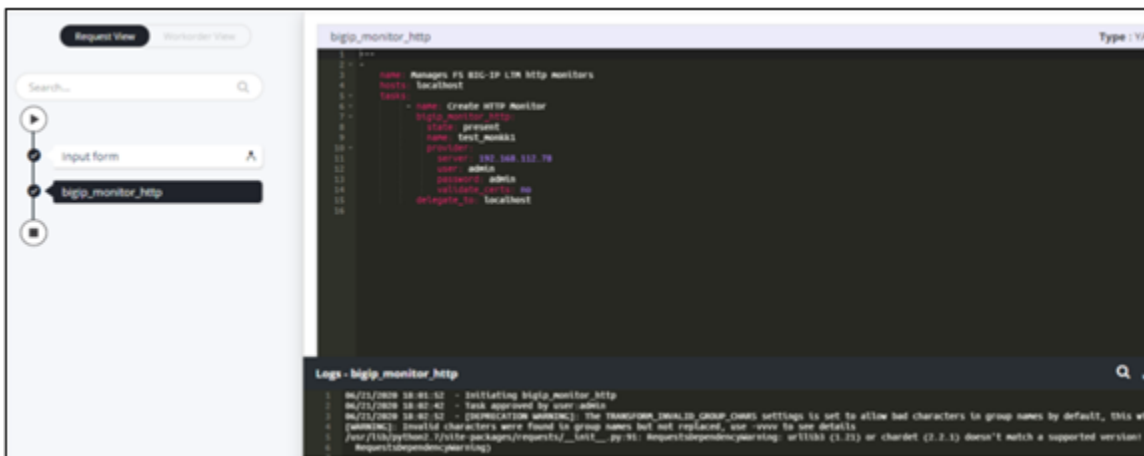 Request View
Workorder View
Search...
input form
bigip_monitor_http
bigip_monitor_http
Type : YA
1 ---
2 -
3 name: Manages F5 BIG-IP LTM http monitors
4 hosts: localhost
5 tasks:
6 - name: Create HTTP Monitor
7 bigip_monitor_http:
8 state: present
9 name: test_monkk1
10 provider:
11 server: 192.168.112.70
12 user: admin
13 password: admin
14 validate_certs: no
15 delegate_to: localhost
16
Logs - bigip_monitor_http
1 06/21/2020 18:01:52 - Initiating bigip_monitor_http
2 06/21/2020 18:02:42 - Task approved by user:admin
3 06/21/2020 18:02:52 - [DEPRECATION WARNING]: The TRANSFORM_INVALID_GROUP_CHARS settings is set to allow bad characters in group names by default, this wi
4 [WARNING]: Invalid characters were found in group names but not replaced, use -vvvv to see details
5 /usr/lib/python2.7/site-packages/requests/__init__.py:91: RequestsDependencyWarning: urllib3 (1.21) or chardet (2.2.1) doesn't match a supported version!
6 RequestsDependencyWarning)